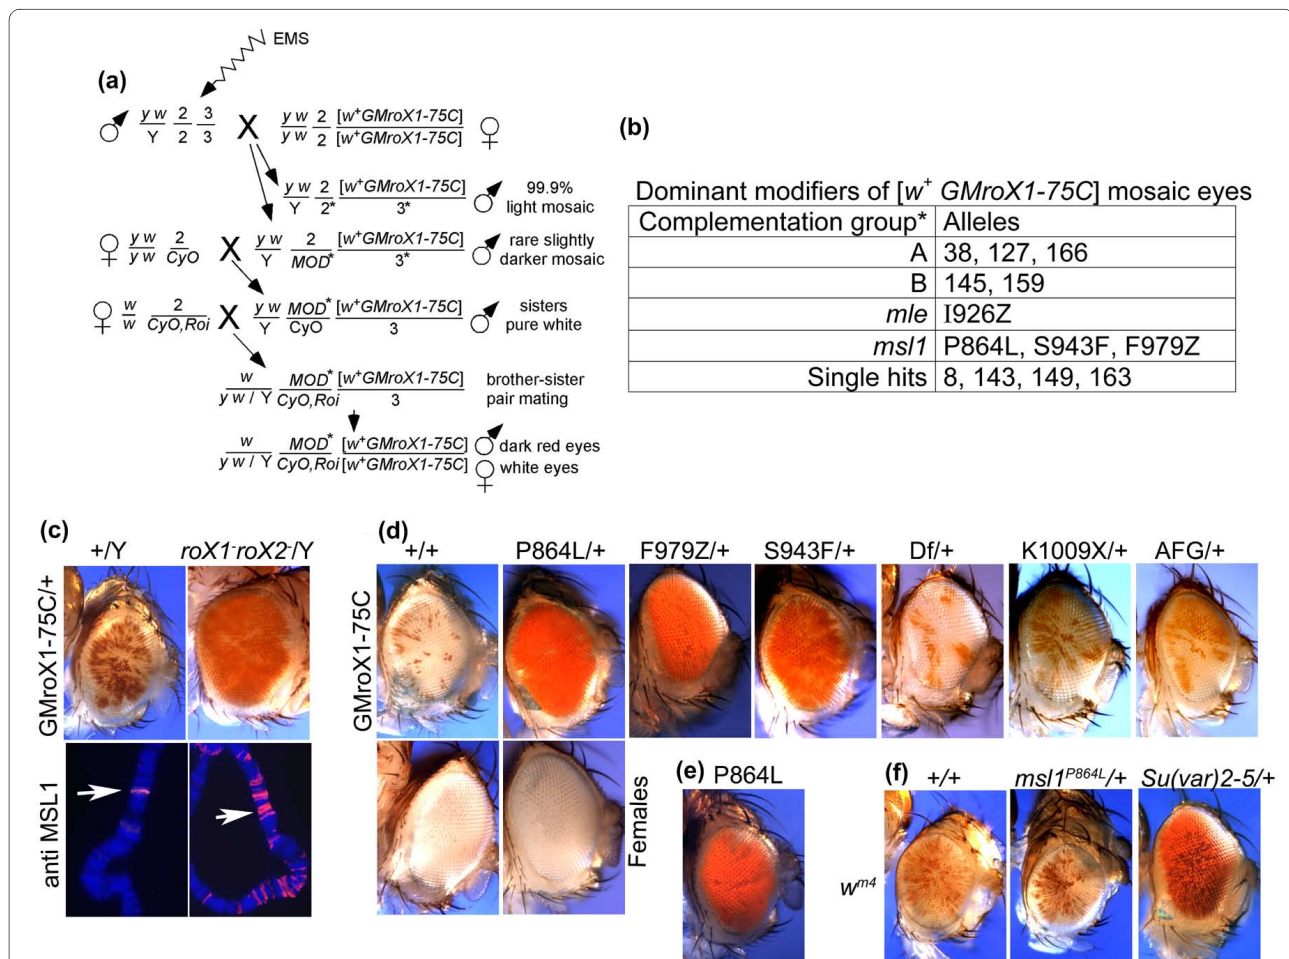 EMS
(a)
y w 2 3
Y 2 3
X
y w 2 [w+GMroX1-75C]
y w 2 [w+GMroX1-75C]
y w 2 [w+GMroX1-75C]
Y 2* 3*
99.9%
light mosaic
y w 2
y w CyO
X
y w 2 [w+GMroX1-75C]
Y MOD* 3*
rare slightly
darker mosaic
w 2
w CyO,Roi
X
y w MOD* [w+GMroX1-75C]
Y CyO 3
sisters
pure white
w MOD* [w+GMroX1-75C]
y w / Y CyO,Roi 3
brother-sister
pair mating
w MOD* [w+GMroX1-75C]
y w / Y CyO,Roi [w+GMroX1-75C]
dark red eyes
white eyes
(b)
Dominant modifiers of [w+ GMroX1-75C] mosaic eyes
Complementation group* Alleles
A 38, 127, 166
B 145, 159
mle I926Z
msl1 P864L, S943F, F979Z
Single hits 8, 143, 149, 163
(c)
+/Y roX1-roX2-/Y
GMroX1-75C/+
anti MSL1
(d)
+/+ P864L/+ F979Z/+ S943F/+ Df/+ K1009X/+ AFG/+
GMroX1-75C
Females
(e) P864L
(f)
+/+ msl1P864L/+ Su(var)2-5/+
wm4